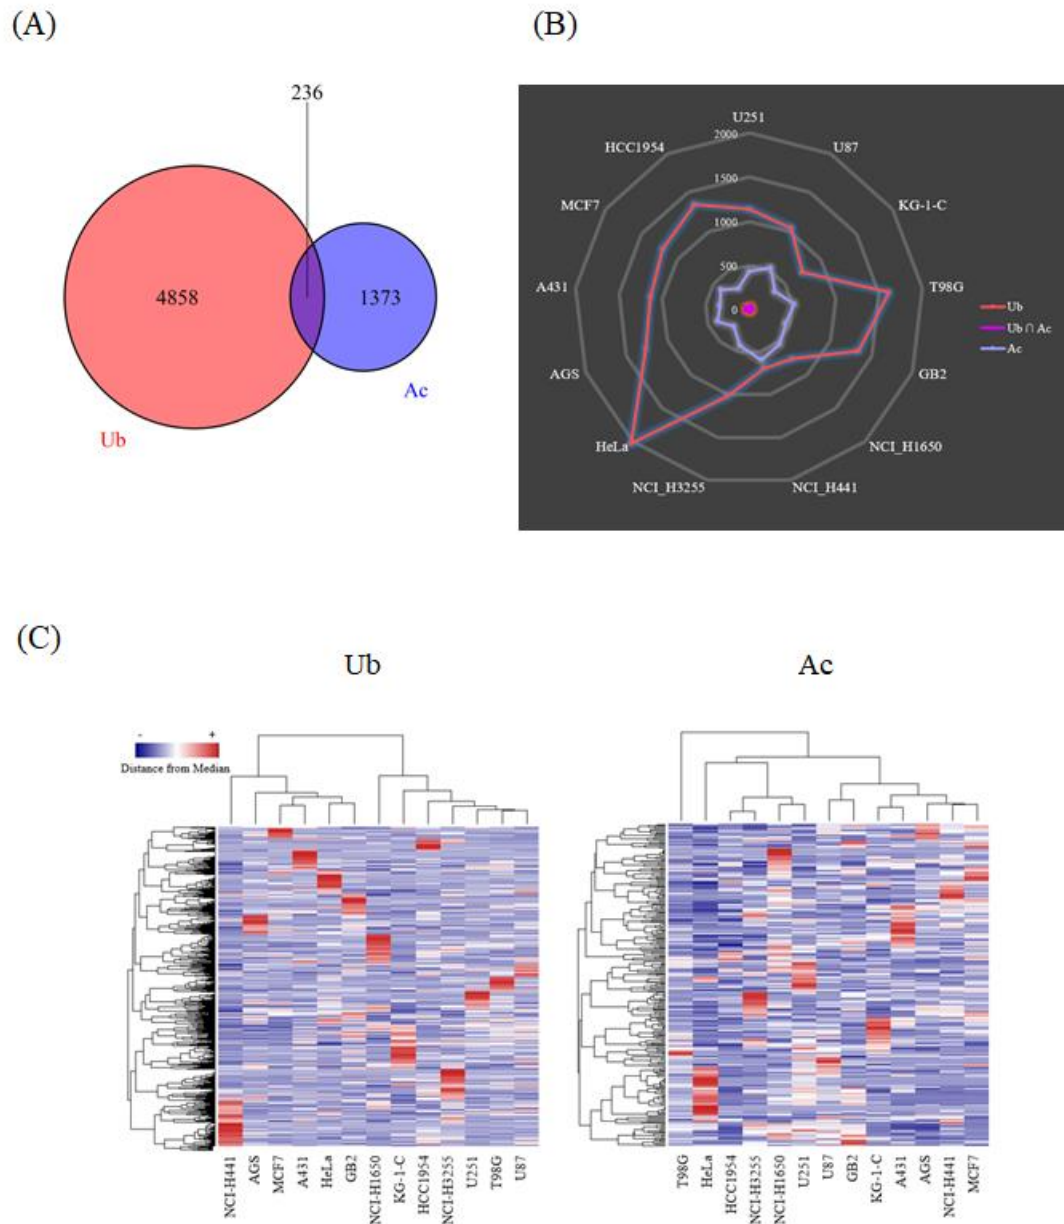 (A)
(B)
236
4858
1373
Ub
Ac
U251
2000
HCC1954
U87
1500
MCF7
KG-1-C
1000
500
A431
T98G
0
Ub
Ub ∩ Ac
Ac
AGS
GB2
HeLa
NCI_H1650
NCI_H3255
NCI_H441
(C)
Ub
Ac
- +
Distance from Median
NCI-H441 AGS MCF7 A431 HeLa GB2 NCI-H1650 KG-1-C HCC1954 NCI-H3255 U251 T98G U87
T98G HeLa HCC1954 NCI-H3255 NCI-H1650 U251 U87 GB2 KG-1-C A431 AGS NCI-H441 MCF7